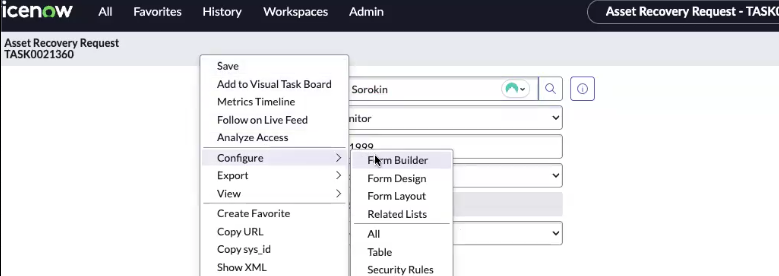 icenow All Favorites History Workspaces Admin Asset Recovery Request - TASK0
Asset Recovery Request
TASK0021360
Save
Add to Visual Task Board
Metrics Timeline
Follow on Live Feed
Analyze Access
Configure
Export
View
Create Favorite
Copy URL
Copy sys_id
Show XML
Sorokin
nitor
1999
Form Builder
Form Design
Form Layout
Related Lists
All
Table
Security Rules